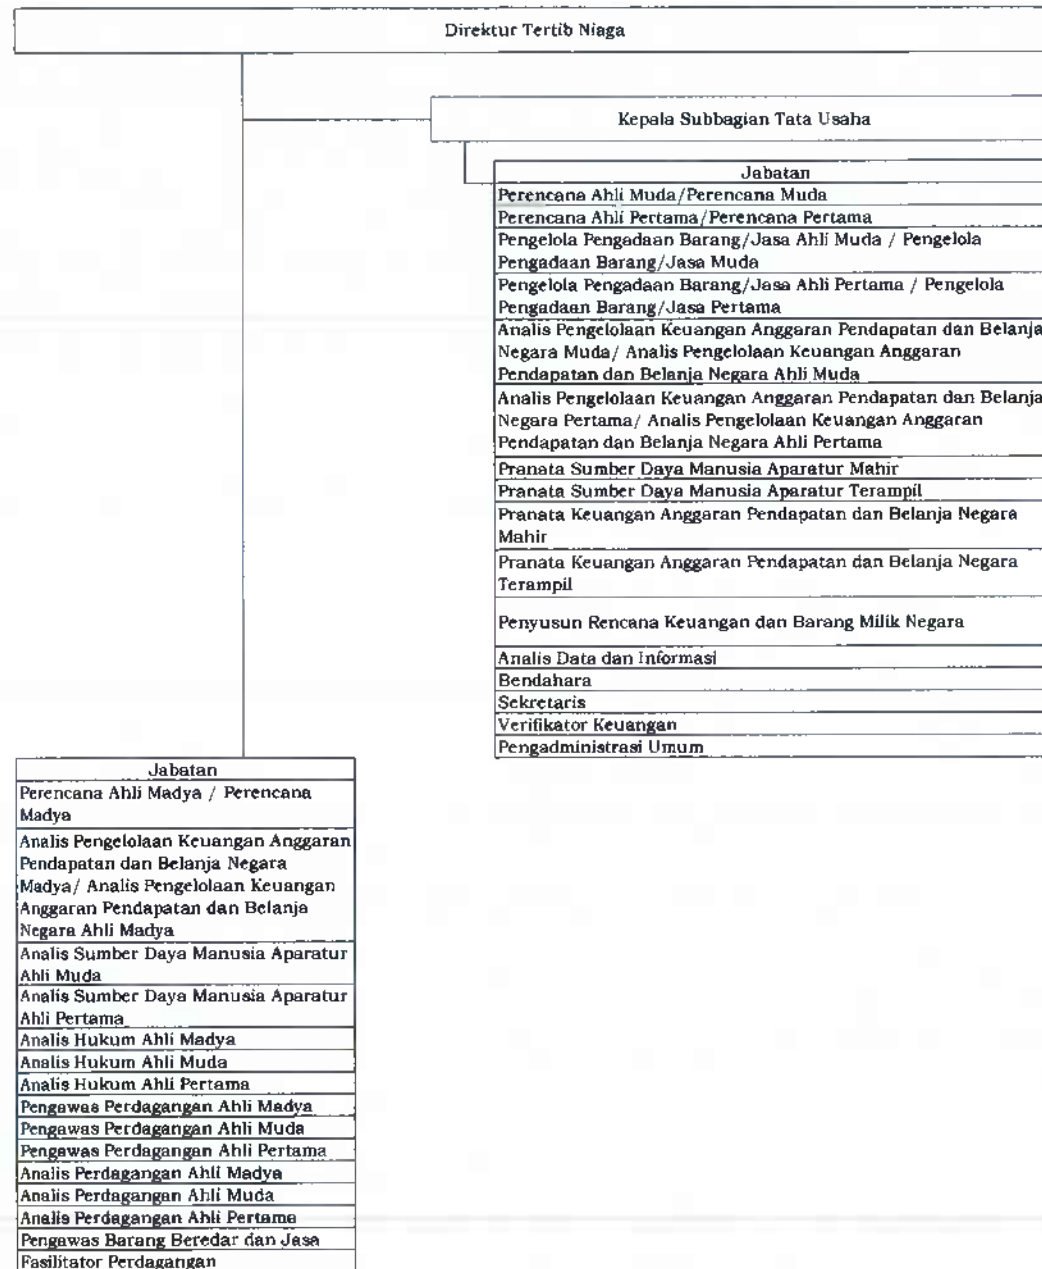 Direktur Tertib Niaga
Kepala Subbagian Tata Usaha
Jabatan
Perencana Ahli Muda/Perencana Muda
Perencana Ahli Pertama/Perencana Pertama
Pengelola Pengadaan Barang/Jasa Ahli Muda / Pengelola
Pengadaan Barang/Jasa Muda
Pengelola Pengadaan Barang/Jasa Ahli Pertama / Pengelola
Pengadaan Barang/Jasa Pertama
Analis Pengelolaan Keuangan Anggaran Pendapatan dan Belanja
Negara Muda/ Analis Pengelolaan Keuangan Anggaran
Pendapatan dan Belanja Negara Ahli Muda
Analis Pengelolaan Keuangan Anggaran Pendapatan dan Belanja
Negara Pertama/ Analis Pengelolaan Keuangan Anggaran
Pendapatan dan Belanja Negara Ahli Pertama
Pranata Sumber Daya Manusia Aparatur Mahir
Pranata Sumber Daya Manusia Aparatur Terampil
Pranata Keuangan Anggaran Pendapatan dan Belanja Negara
Mahir
Pranata Keuangan Anggaran Pendapatan dan Belanja Negara
Terampil
Penyusun Rencana Keuangan dan Barang Milik Negara
Analis Data dan Informasi
Bendahara
Sekretaris
Verifikator Keuangan
Pengadministrasi Umum
Jabatan
Perencana Ahli Madya / Perencana
Madya
Analis Pengelolaan Keuangan Anggaran
Pendapatan dan Belanja Negara
Madya/ Analis Pengelolaan Keuangan
Anggaran Pendapatan dan Belanja
Negara Ahli Madya
Analis Sumber Daya Manusia Aparatur
Ahli Muda
Analis Sumber Daya Manusia Aparatur
Ahli Pertama
Analis Hukum Ahli Madya
Analis Hukum Ahli Muda
Analis Hukum Ahli Pertama
Pengawas Perdagangan Ahli Madya
Pengawas Perdagangan Ahli Muda
Pengawas Perdagangan Ahli Pertama
Analis Perdagangan Ahli Madya
Analis Perdagangan Ahli Muda
Analis Perdagangan Ahli Pertama
Pengawas Barang Beredar dan Jasa
Fasilitator Perdagangan